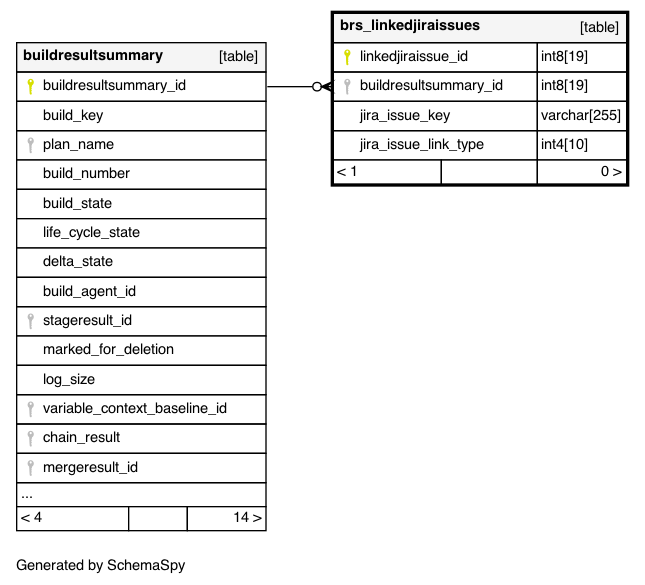 buildresultsummary [table]
buildresultsummary_id
build_key
plan_name
build_number
build_state
life_cycle_state
delta_state
build_agent_id
stageresult_id
marked_for_deletion
log_size
variable_context_baseline_id
chain_result
mergeresult_id
...
< 4 14 >
brs_linkedjiraissues [table]
linkedjiraissue_id int8[19]
buildresultsummary_id int8[19]
jira_issue_key varchar[255]
jira_issue_link_type int4[10]
< 1 0 >
Generated by SchemaSpy